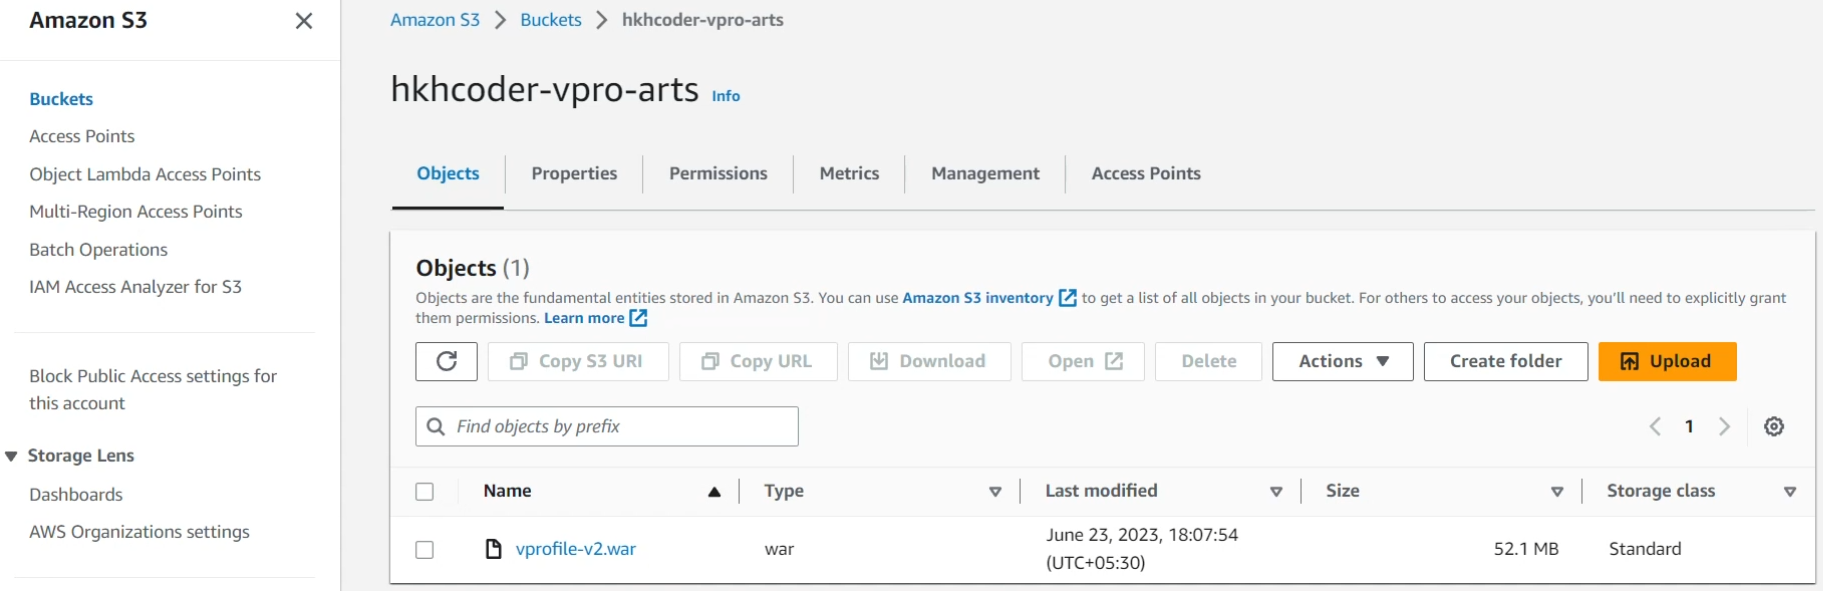 Amazon S3
Buckets
Access Points
Object Lambda Access Points
Multi-Region Access Points
Batch Operations
IAM Access Analyzer for S3
Block Public Access settings for
this account
Storage Lens
Dashboards
AWS Organizations settings
Amazon S3 > Buckets > hkhcoder-vpro-arts
hkhcoder-vpro-arts Info
Objects Properties Permissions Metrics Management Access Points
Objects (1)
Objects are the fundamental entities stored in Amazon S3. You can use Amazon S3 inventory to get a list of all objects in your bucket. For others to access your objects, you'll need to explicitly grant
them permissions. Learn more
Copy S3 URI Copy URL Download Open Delete Actions Create folder Upload
Find objects by prefix 1
Name Type Last modified Size Storage class
vprofile-v2.war war June 23, 2023, 18:07:54 52.1 MB Standard
(UTC+05:30)